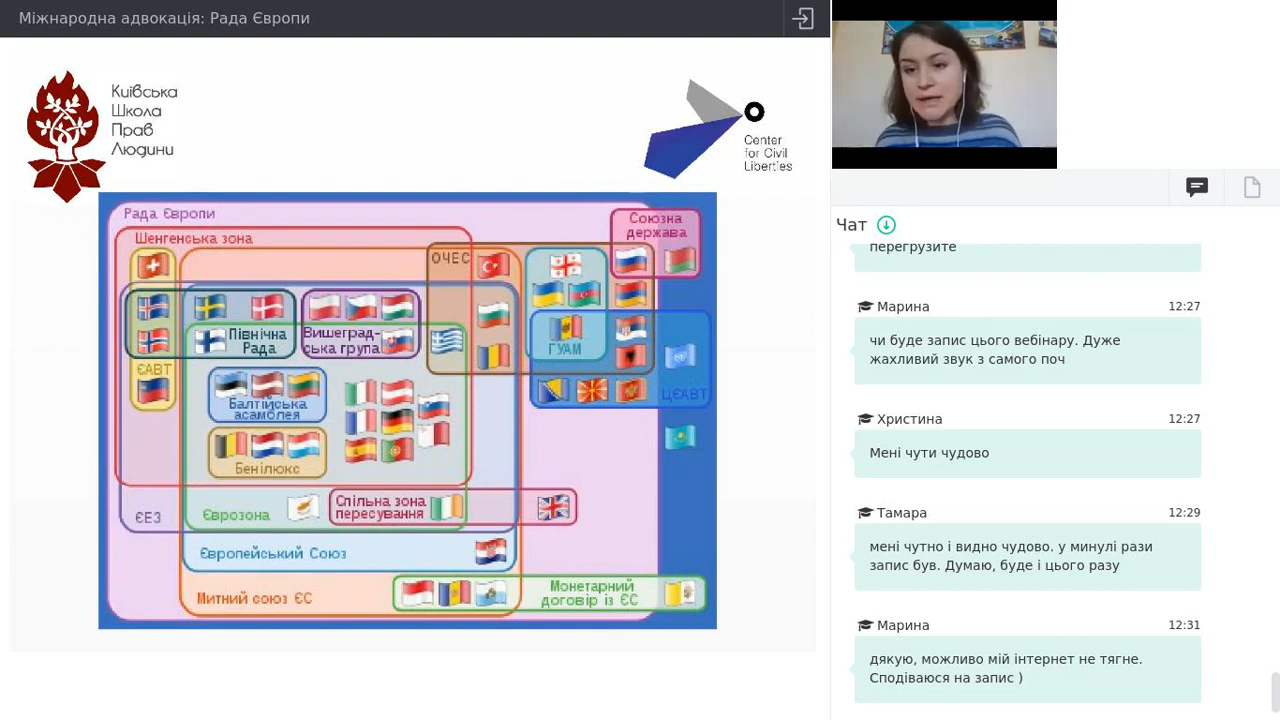 Міжнародна адвокація: Рада Європи
Київська
Школа
Прав
Людини
Center
for Civil
Liberties
Рада Європи
Союзна
держава
Шенгенська зона
ОЧЕС
Північна
Рада
Вишеград-
ська група
ГУАМ
ЄАВТ
ЦЄАВТ
Балтійська
асамблея
Бенілюкс
Спільна зона
пересування
ЄЕЗ
Єврозона
Європейський Союз
Митний союз ЄС
Монетарний
договір із ЄС
Чат
перегрузите
Марина 12:27
чи буде запис цього вебінару. Дуже
жахливий звук з самого поч
Христина 12:27
Мені чути чудово
Тамара 12:29
мені чутно і видно чудово. у минулі рази
запис був. Думаю, буде і цього разу
Марина 12:31
дякую, можливо мій інтернет не тягне.
Сподіваюся на запис )